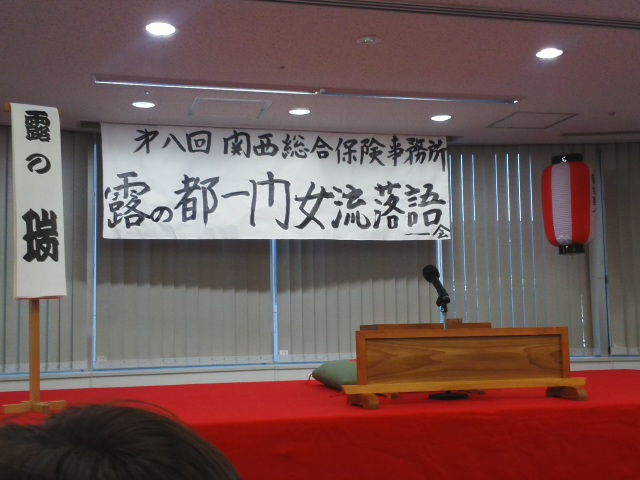 露の瑞
第八回関西総合保険事務所
露の都一門女流落語
会